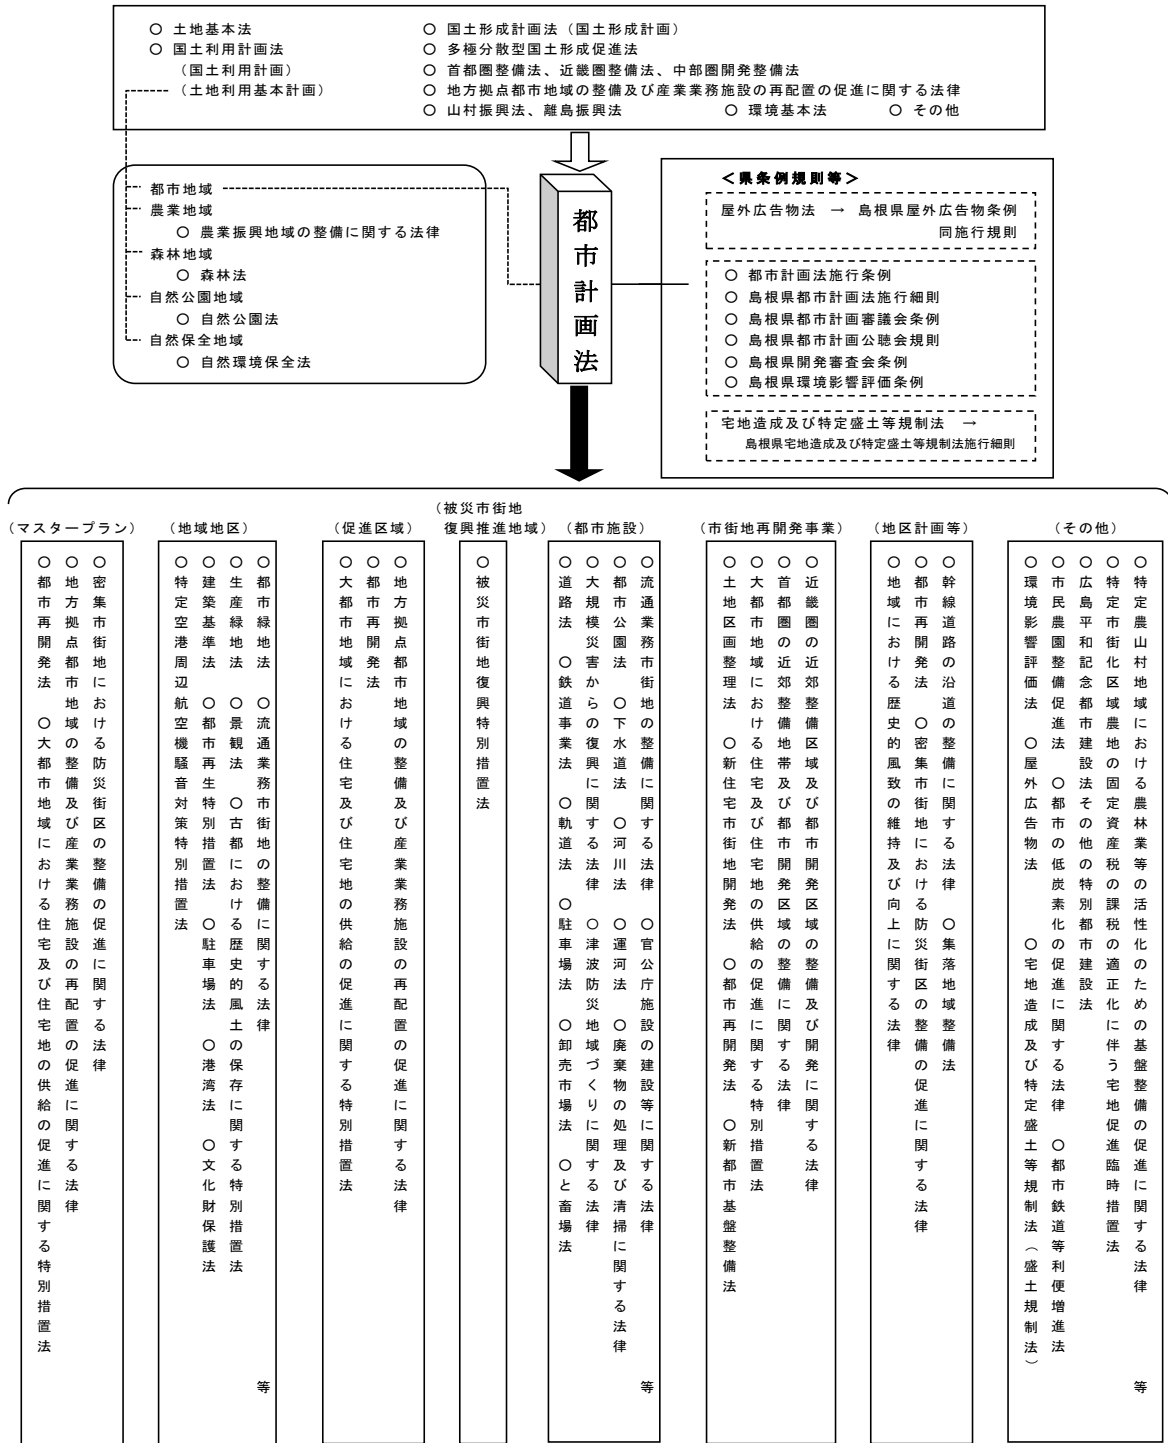 ○ 土地基本法
○ 国土利用計画法
（国土利用計画）
（土地利用基本計画）
○ 国土形成計画法（国土形成計画）
○ 多極分散型国土形成促進法
○ 首都圏整備法、近畿圏整備法、中部圏開発整備法
○ 地方拠点都市地域の整備及び産業業務施設の再配置の促進に関する法律
○ 山村振興法、離島振興法　○ 環境基本法　○ その他
都市地域
農業地域
○ 農業振興地域の整備に関する法律
森林地域
○ 森林法
自然公園地域
○ 自然公園法
自然保全地域
○ 自然環境保全法
都市計画法
＜県条例規則等＞
屋外広告物法 → 島根県屋外広告物条例
同施行規則
○ 都市計画法施行条例
○ 島根県都市計画法施行細則
○ 島根県都市計画審議会条例
○ 島根県都市計画公聴会規則
○ 島根県開発審査会条例
○ 島根県環境影響評価条例
宅地造成及び特定盛土等規制法 →
島根県宅地造成及び特定盛土等規制法施行細則
（マスタープラン）
○密集市街地における防災街区の整備の促進に関する法律
○地方拠点都市地域の整備及び産業業務施設の再配置の促進に関する法律
○都市再開発法　○大都市地域における住宅及び住宅地の供給の促進に関する特別措置法
（地域地区）
○都市緑地法　○流通業務市街地の整備に関する法律　等
○生産緑地法　○景観法　○古都における歴史的風土の保存に関する特別措置法
○建築基準法　○都市再生特別措置法　○駐車場法　○港湾法　○文化財保護法
○特定空港周辺航空機騒音対策特別措置法
（促進区域）
○地方拠点都市地域の整備及び産業業務施設の再配置の促進に関する法律
○都市再開発法
○大都市地域における住宅及び住宅地の供給の促進に関する特別措置法
（被災市街地
復興推進地域）
○被災市街地復興特別措置法
（都市施設）
○流通業務市街地の整備に関する法律　○官公庁施設の建設等に関する法律　等
○都市公園法　○下水道法　○河川法　○運河法　○廃棄物の処理及び清掃に関する法律
○大規模災害からの復興に関する法律　○津波防災地域づくりに関する法律
○道路法　○鉄道事業法　○軌道法　○駐車場法　○卸売市場法　○と畜場法
（市街地再開発事業）
○近畿圏の近郊整備区域及び都市開発区域の整備及び開発に関する法律
○首都圏の近郊整備地帯及び都市開発区域の整備に関する法律
○大都市地域における住宅及び住宅地の供給の促進に関する特別措置法
○土地区画整理法　○新住宅市街地開発法　○都市再開発法　○新都市基盤整備法
（地区計画等）
○幹線道路の沿道の整備に関する法律　○集落地域整備法
○都市再開発法　○密集市街地における防災街区の整備の促進に関する法律
○地域における歴史的風致の維持及び向上に関する法律
（その他）
○特定農山村地域における農林業等の活性化のための基盤整備の促進に関する法律　等
○特定市街化区域農地の固定資産税の課税の適正化に伴う宅地促進臨時措置法
○広島平和記念都市建設法その他の特別都市建設法
○市民農園整備促進法　○都市の低炭素化の促進に関する法律　○都市鉄道等利便増進法
○環境影響評価法　○屋外広告物法　○宅地造成及び特定盛土等規制法（盛土規制法）